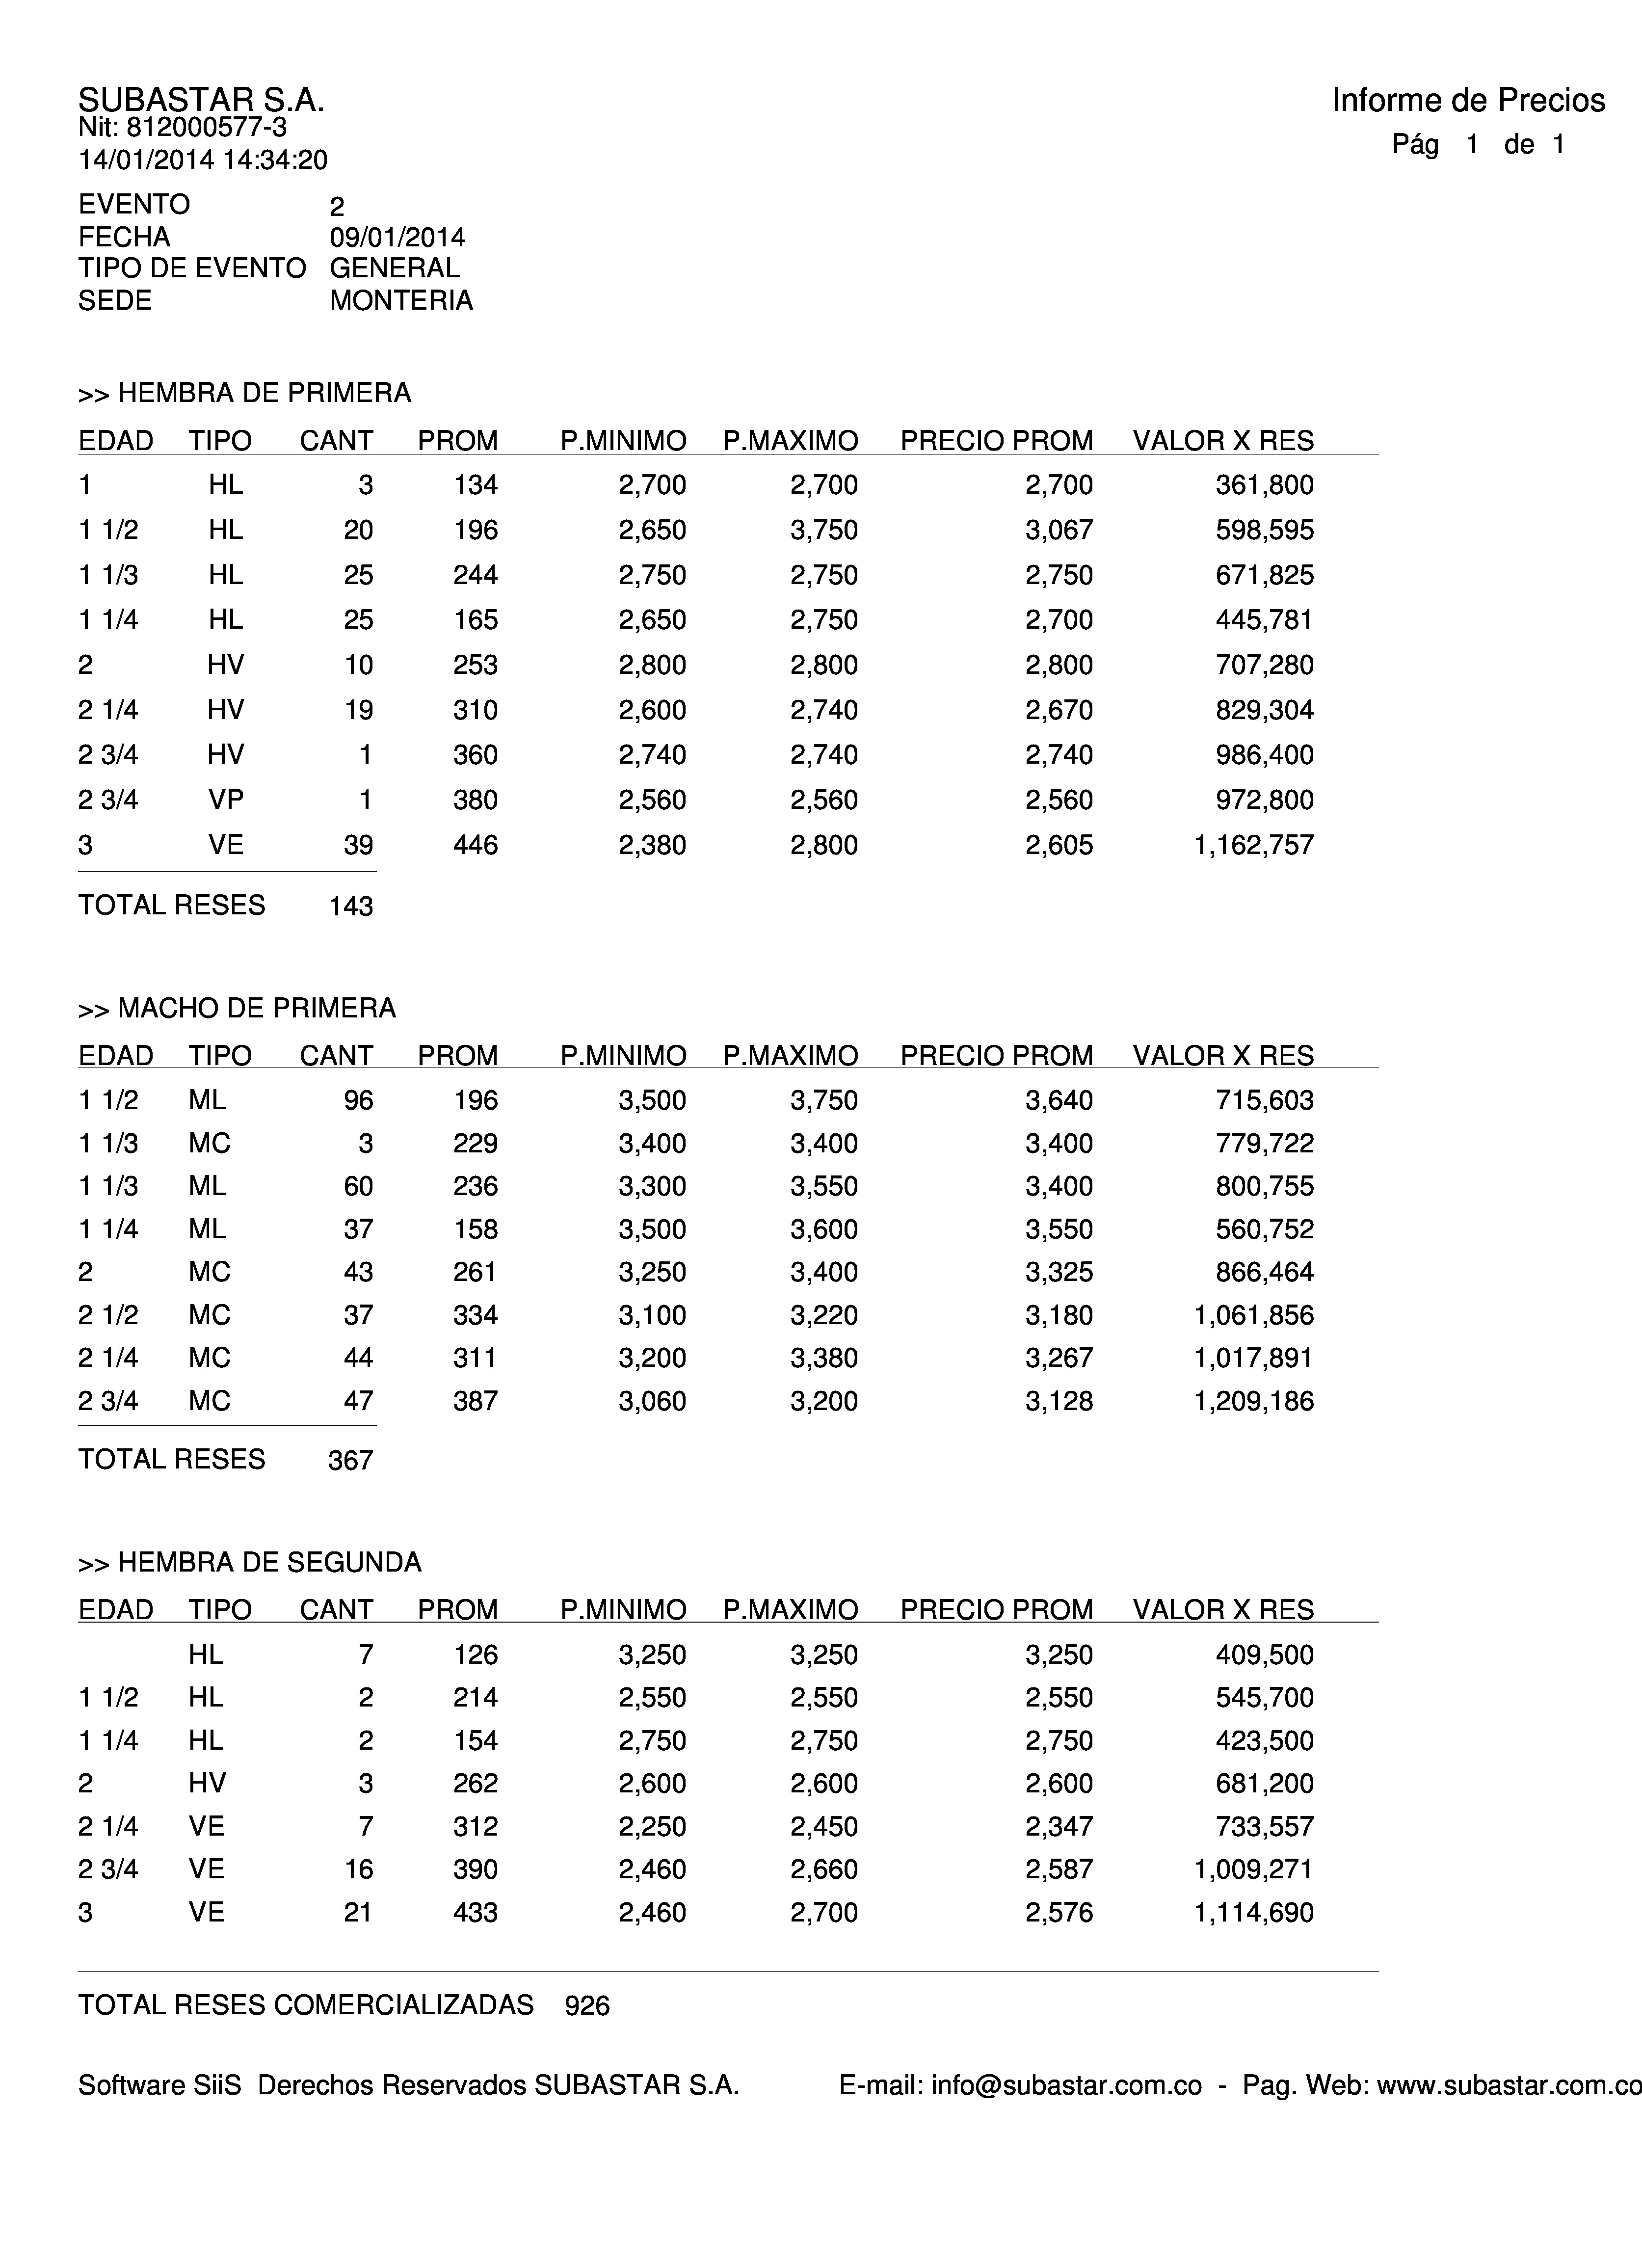 SUBASTAR S.A.
Informe de Precios
Nit: 812000577-3
Pág 1 de 1
14/01/2014 14:34:20
EVENTO 2
FECHA 09/01/2014
TIPO DE EVENTO GENERAL
SEDE MONTERIA
>> HEMBRA DE PRIMERA
EDAD TIPO CANT PROM P.MINIMO P.MAXIMO PRECIO PROM VALOR X RES
1 HL 3 134 2,700 2,700 2,700 361,800
1 1/2 HL 20 196 2,650 3,750 3,067 598,595
1 1/3 HL 25 244 2,750 2,750 2,750 671,825
1 1/4 HL 25 165 2,650 2,750 2,700 445,781
2 HV 10 253 2,800 2,800 2,800 707,280
2 1/4 HV 19 310 2,600 2,740 2,670 829,304
2 3/4 HV 1 360 2,740 2,740 2,740 986,400
2 3/4 VP 1 380 2,560 2,560 2,560 972,800
3 VE 39 446 2,380 2,800 2,605 1,162,757
TOTAL RESES 143
>> MACHO DE PRIMERA
EDAD TIPO CANT PROM P.MINIMO P.MAXIMO PRECIO PROM VALOR X RES
1 1/2 ML 96 196 3,500 3,750 3,640 715,603
1 1/3 MC 3 229 3,400 3,400 3,400 779,722
1 1/3 ML 60 236 3,300 3,550 3,400 800,755
1 1/4 ML 37 158 3,500 3,600 3,550 560,752
2 MC 43 261 3,250 3,400 3,325 866,464
2 1/2 MC 37 334 3,100 3,220 3,180 1,061,856
2 1/4 MC 44 311 3,200 3,380 3,267 1,017,891
2 3/4 MC 47 387 3,060 3,200 3,128 1,209,186
TOTAL RESES 367
>> HEMBRA DE SEGUNDA
EDAD TIPO CANT PROM P.MINIMO P.MAXIMO PRECIO PROM VALOR X RES
HL 7 126 3,250 3,250 3,250 409,500
1 1/2 HL 2 214 2,550 2,550 2,550 545,700
1 1/4 HL 2 154 2,750 2,750 2,750 423,500
2 HV 3 262 2,600 2,600 2,600 681,200
2 1/4 VE 7 312 2,250 2,450 2,347 733,557
2 3/4 VE 16 390 2,460 2,660 2,587 1,009,271
3 VE 21 433 2,460 2,700 2,576 1,114,690
TOTAL RESES COMERCIALIZADAS 926
Software SiiS Derechos Reservados SUBASTAR S.A. E-mail: info@subastar.com.co - Pag. Web: www.subastar.com.co